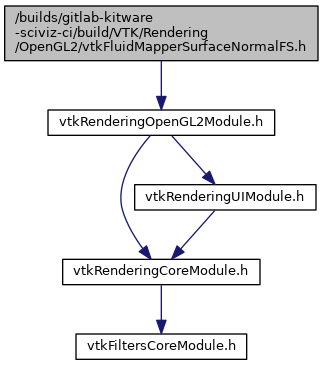 /builds/gitlab-kitware
-sciviz-ci/build/VTK/Rendering
/OpenGL2/vtkFluidMapperSurfaceNormalFS.h
vtkRenderingOpenGL2Module.h
vtkRenderingUIModule.h
vtkRenderingCoreModule.h
vtkFiltersCoreModule.h